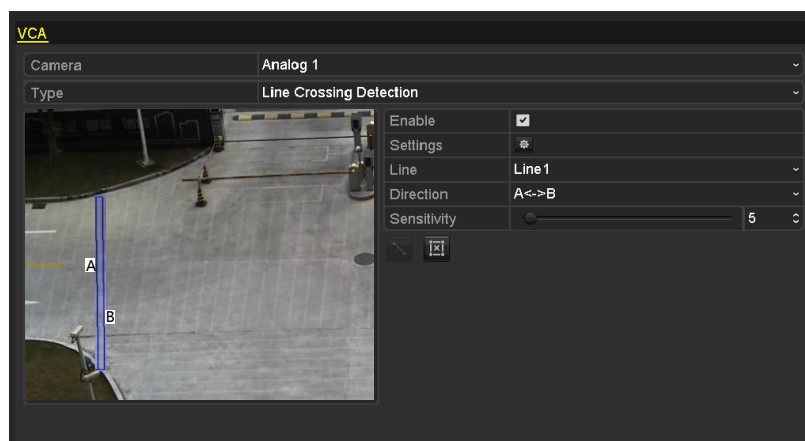 VCA
Camera Analog 1
Type Line Crossing Detection
Enable
Settings
Line Line1
Direction A<->B
Sensitivity 5
A
B